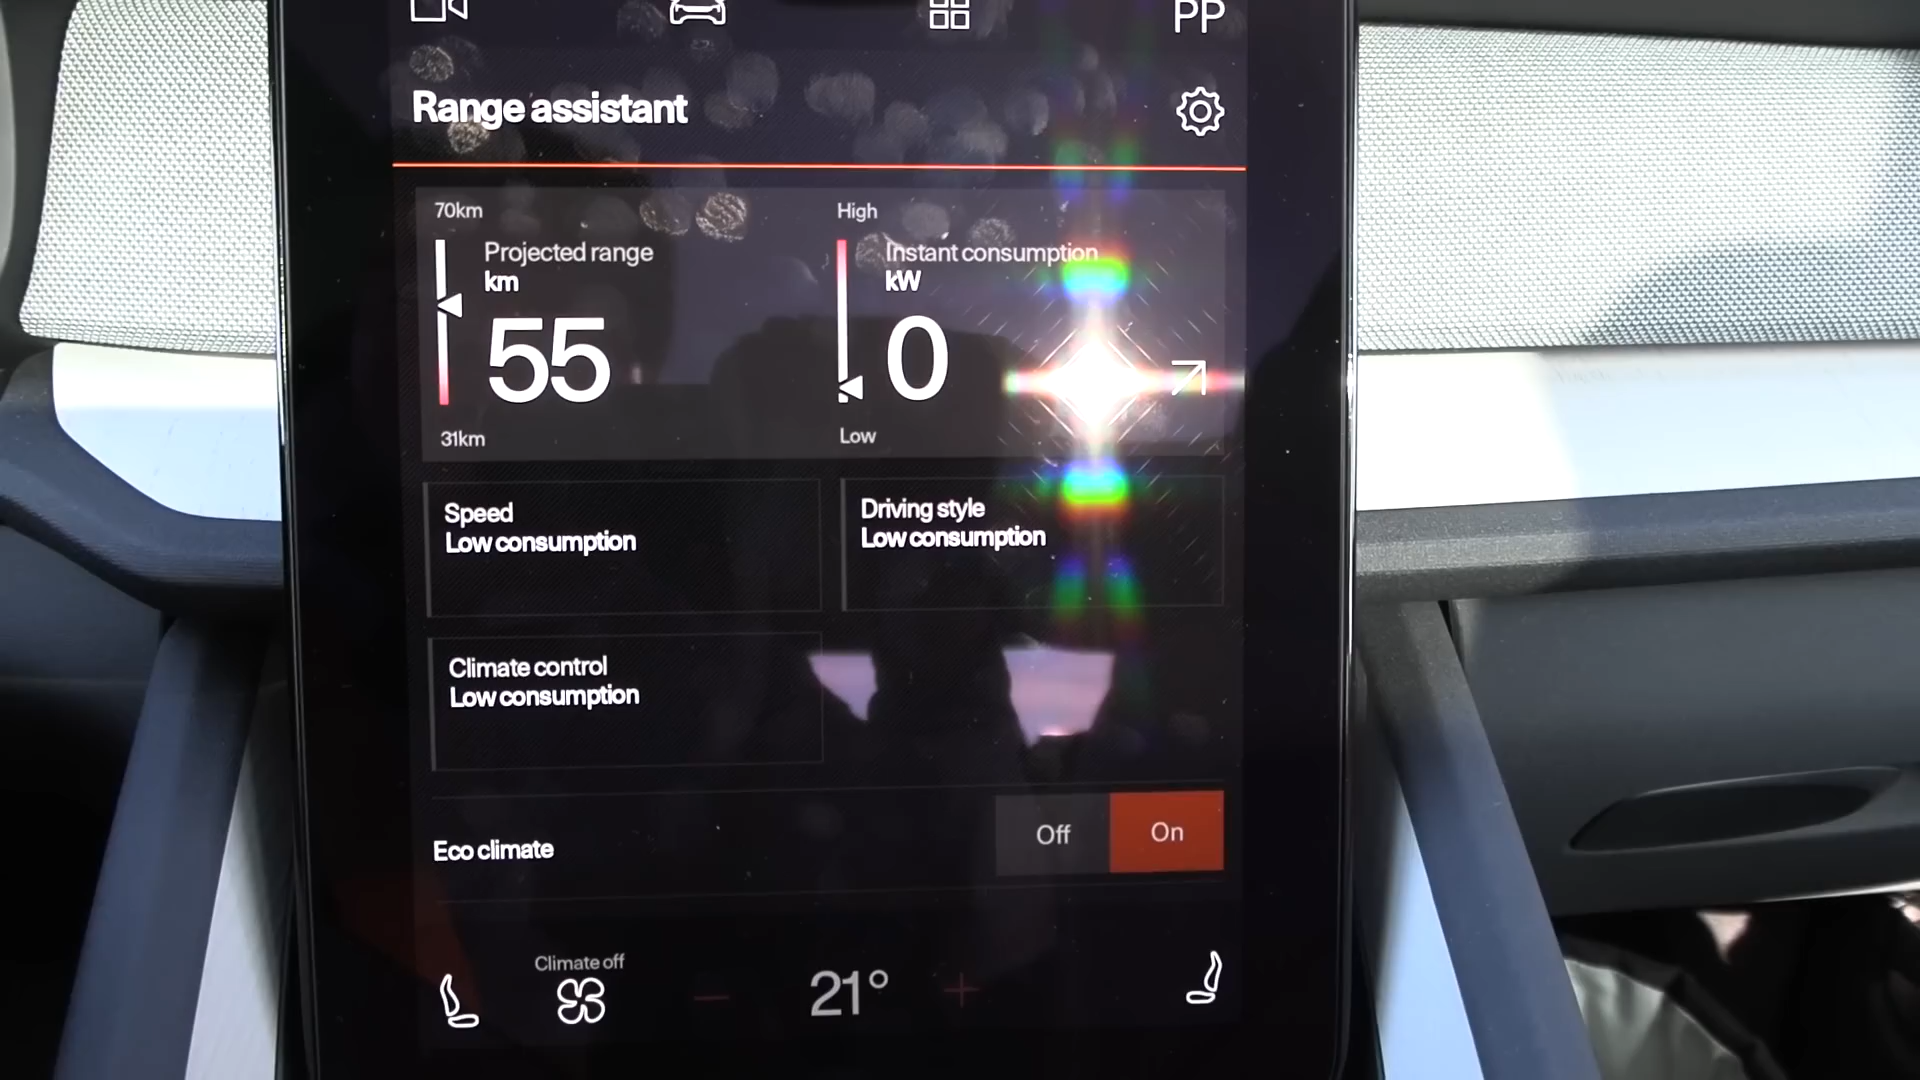 PP
Range assistant
70km
High
Projected range
km
Instant consumption
kW
55
0
31km
Low
Speed
Low consumption
Driving style
Low consumption
Climate control
Low consumption
Eco climate
Off
On
Climate off
21°